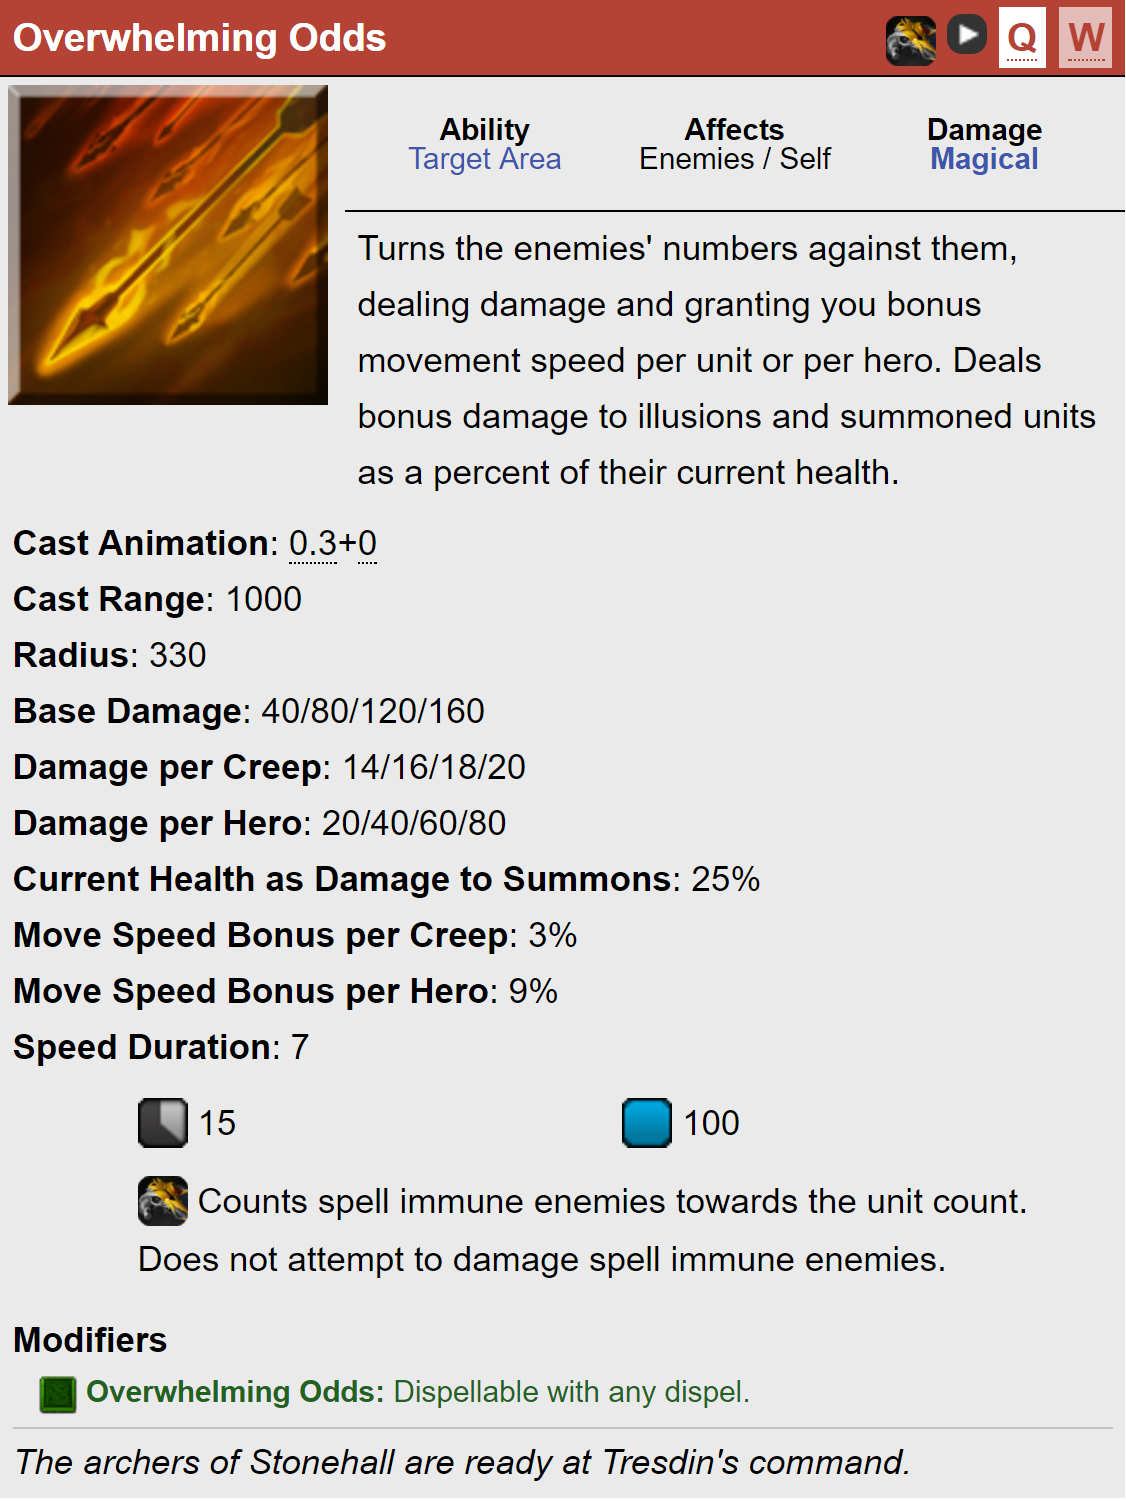 Overwhelming Odds
Q W
Ability Affects Damage
Target Area Enemies / Self Magical
Turns the enemies' numbers against them,
dealing damage and granting you bonus
movement speed per unit or per hero. Deals
bonus damage to illusions and summoned units
as a percent of their current health.
Cast Animation: 0.3+0
Cast Range: 1000
Radius: 330
Base Damage: 40/80/120/160
Damage per Creep: 14/16/18/20
Damage per Hero: 20/40/60/80
Current Health as Damage to Summons: 25%
Move Speed Bonus per Creep: 3%
Move Speed Bonus per Hero: 9%
Speed Duration: 7
15 100
Counts spell immune enemies towards the unit count.
Does not attempt to damage spell immune enemies.
Modifiers
Overwhelming Odds: Dispellable with any dispel.
The archers of Stonehall are ready at Tresdin's command.